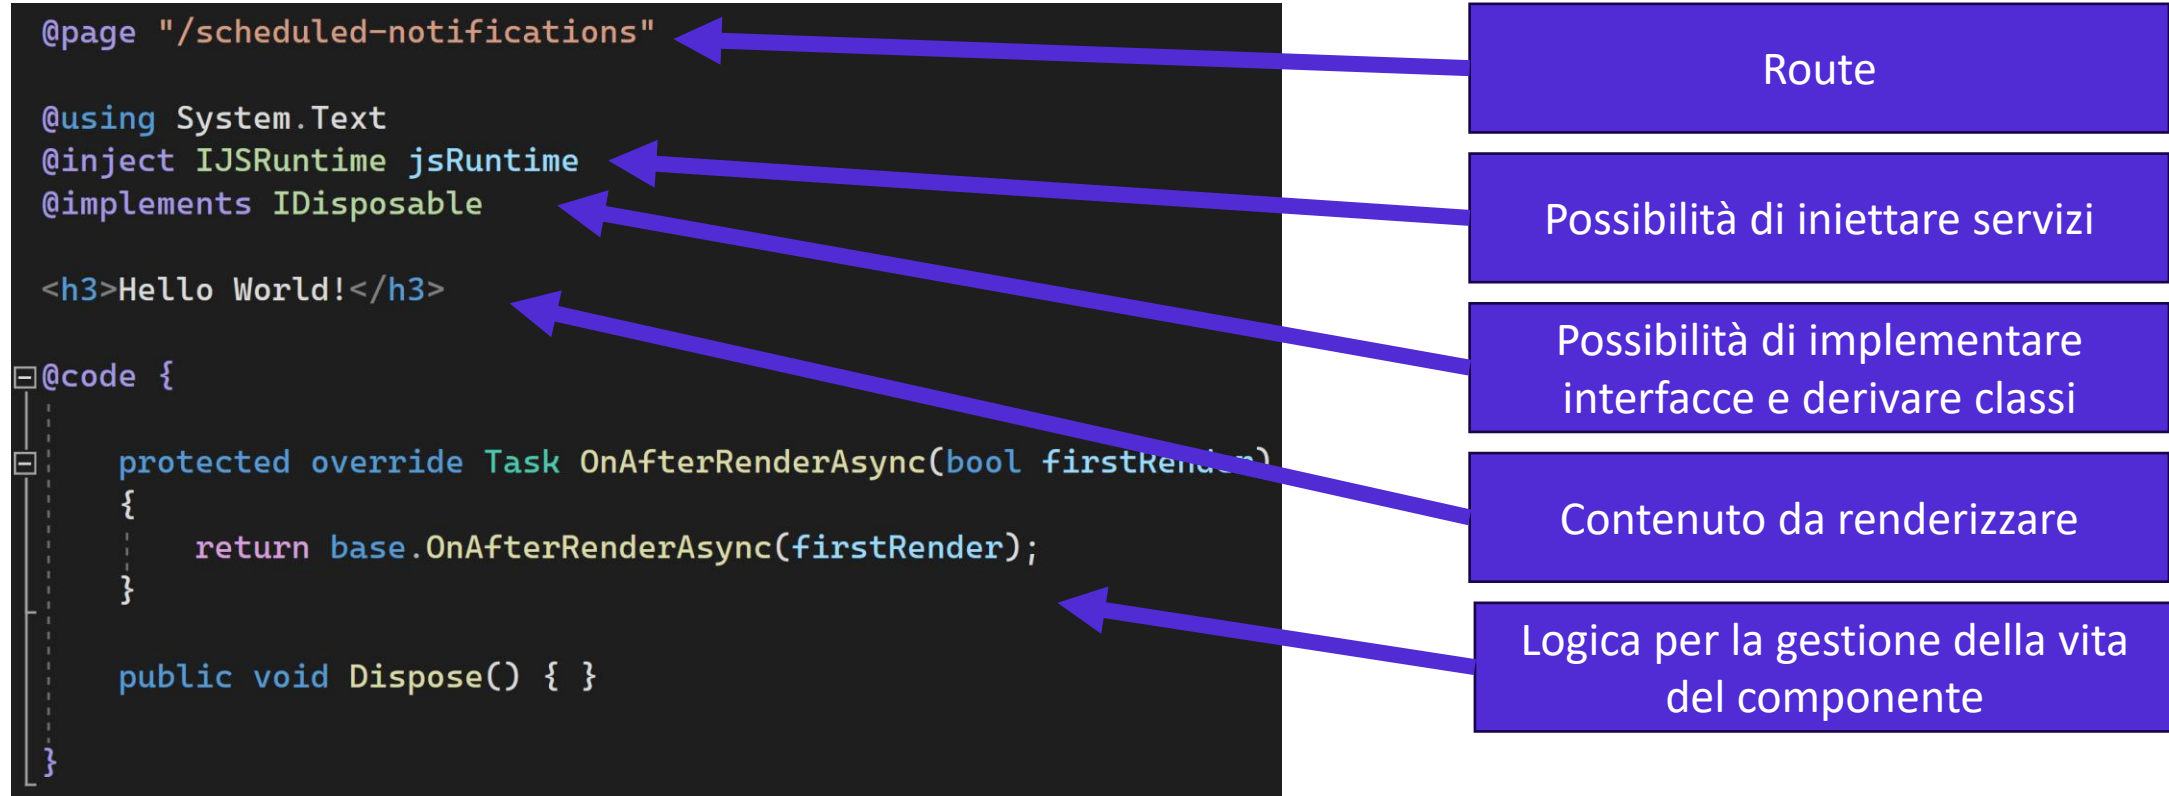 @page "/scheduled-notifications"
@using System.Text
@inject IJSRuntime jsRuntime
@implements IDisposable
<h3>Hello World!</h3>
@code {
protected override Task OnAfterRenderAsync(bool firstRender)
{
return base.OnAfterRenderAsync(firstRender);
}
public void Dispose() { }
}
Route
Possibilità di iniettare servizi
Possibilità di implementare
interfacce e derivare classi
Contenuto da renderizzare
Logica per la gestione della vita
del componente